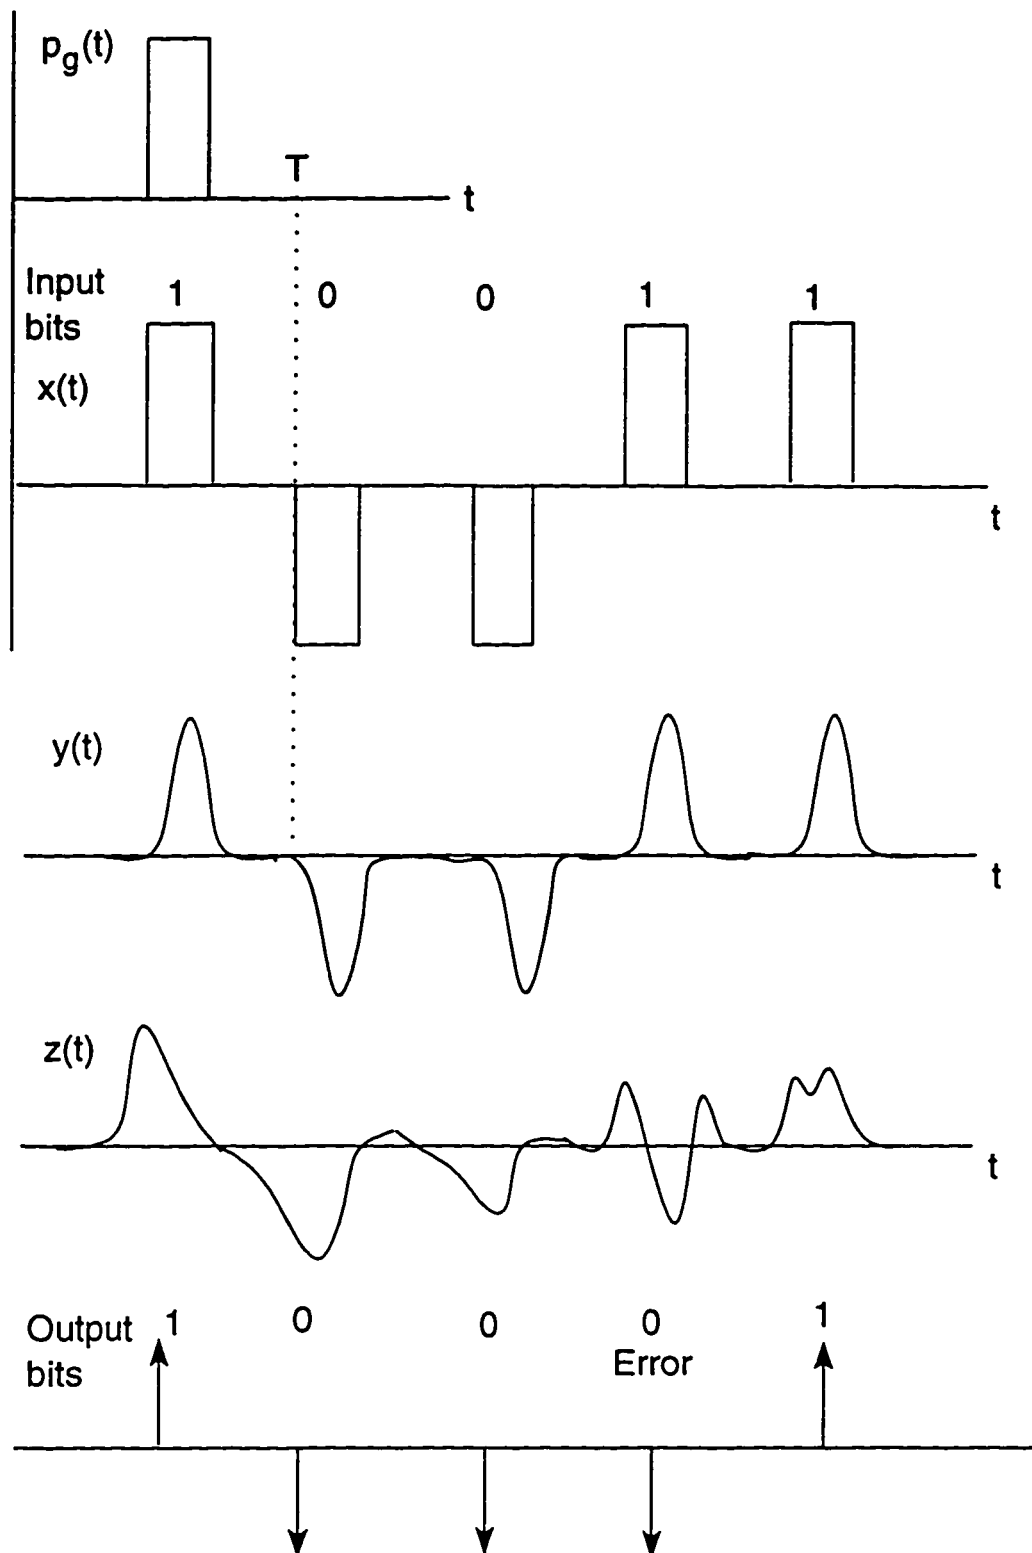 p_g(t)
T
t
Input bits
1 0 0 1 1
x(t)
t
y(t)
t
z(t)
t
Output bits
1 0 0 0 1
Error